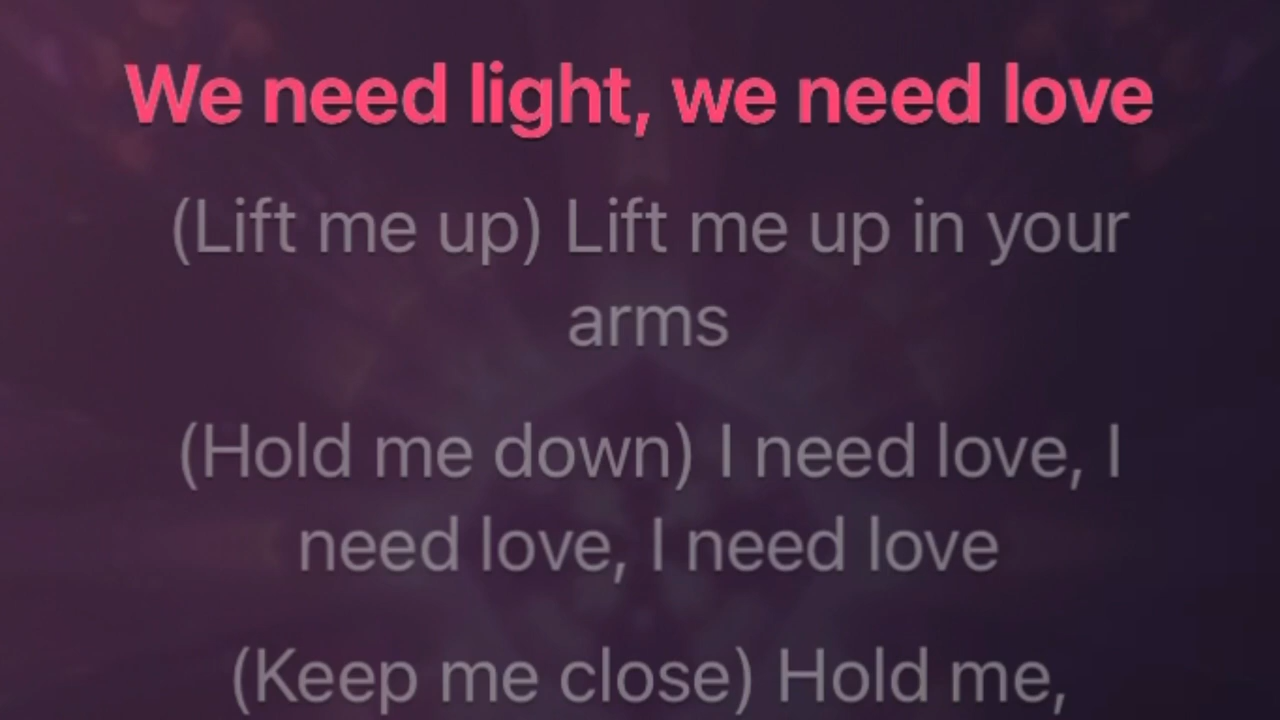 We need light, we need love
(Lift me up) Lift me up in your
arms
(Hold me down) I need love, I
need love, I need love
(Keep me close) Hold me,